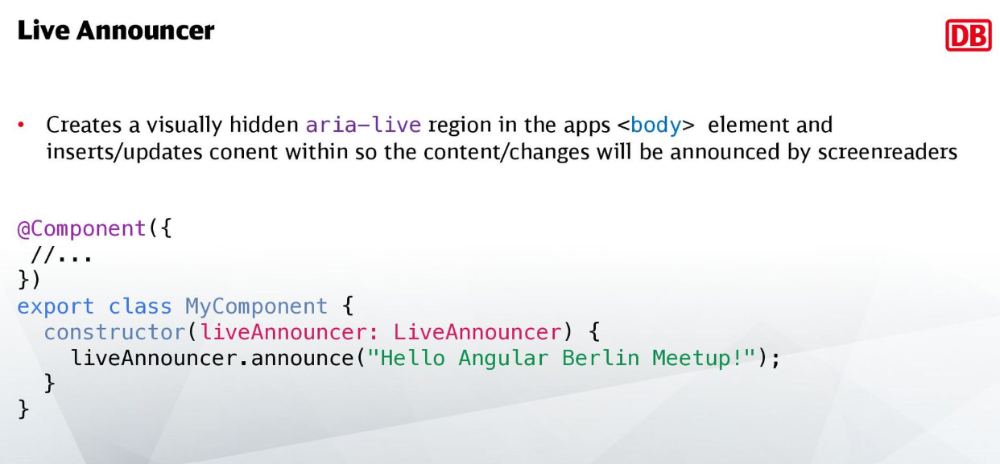 Live Announcer
DB
• Creates a visually hidden aria-live region in the apps <body> element and
inserts/updates conent within so the content/changes will be announced by screenreaders
@Component({
//...
})
export class MyComponent {
constructor(liveAnnouncer: LiveAnnouncer) {
liveAnnouncer.announce("Hello Angular Berlin Meetup!");
}
}